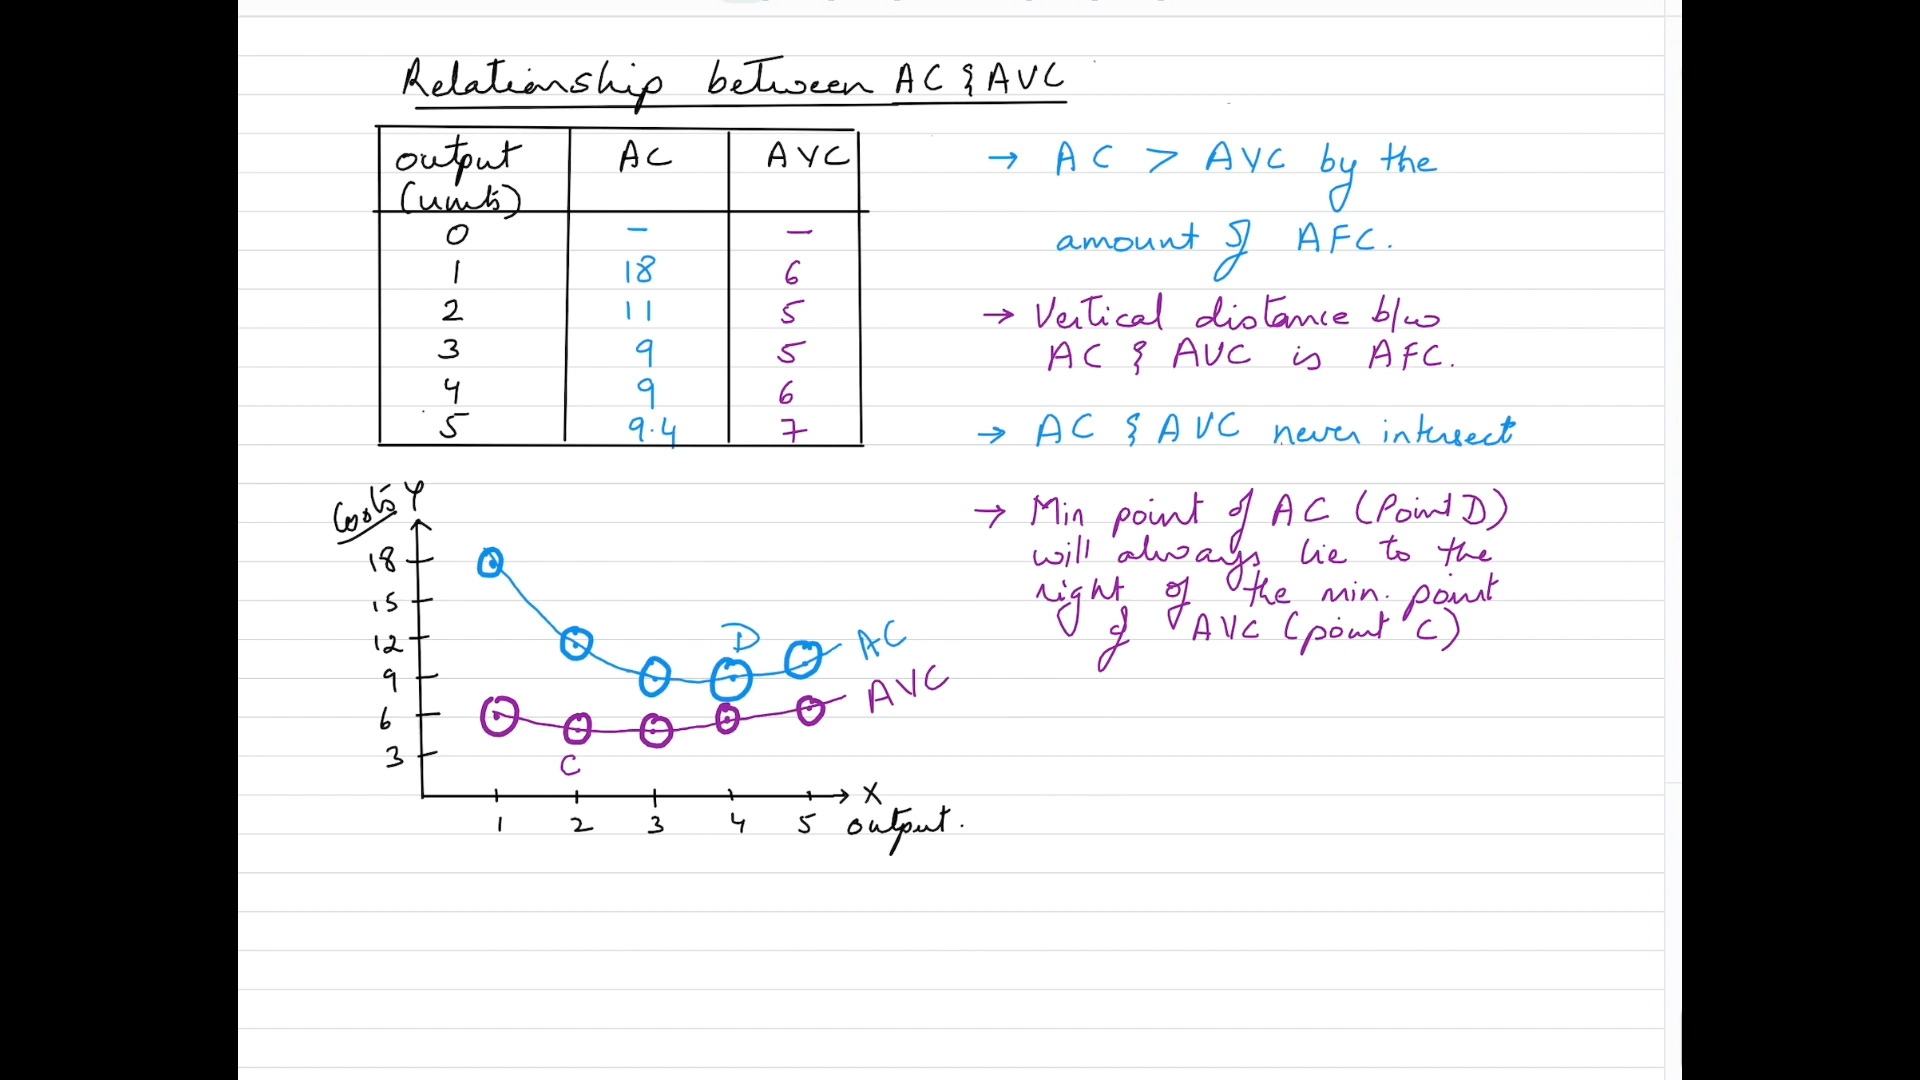 Relationship between AC & AVC
output (units) AC AVC
0 - -
1 18 6
2 11 5
3 9 5
4 9 6
5 9.4 7
→ AC > AVC by the
amount of AFC.
→ Vertical distance b/w
AC & AVC is AFC.
→ AC & AVC never intersect
→ Min point of AC (Point D)
will always lie to the
right of the min. point
of AVC (point C)
Costs Y
18
15
12
9
6
3
D
AC
AVC
C
X
1 2 3 4 5 output.